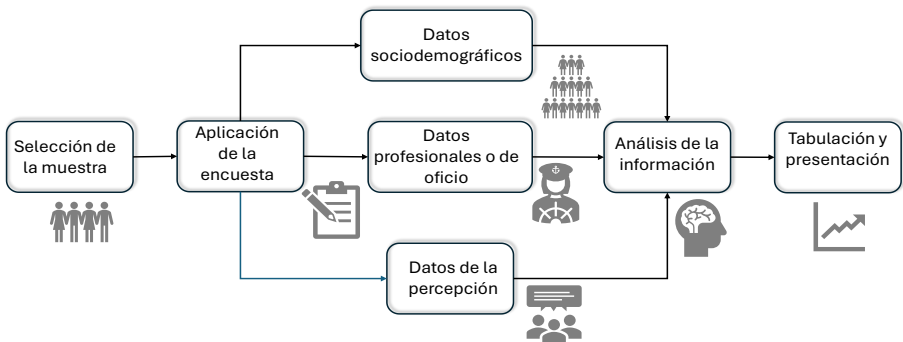 Selección de
la muestra
Aplicación
de la
encuesta
Datos
sociodemográficos
Datos
profesionales o de
oficio
Datos de la
percepción
Análisis de la
información
Tabulación y
presentación